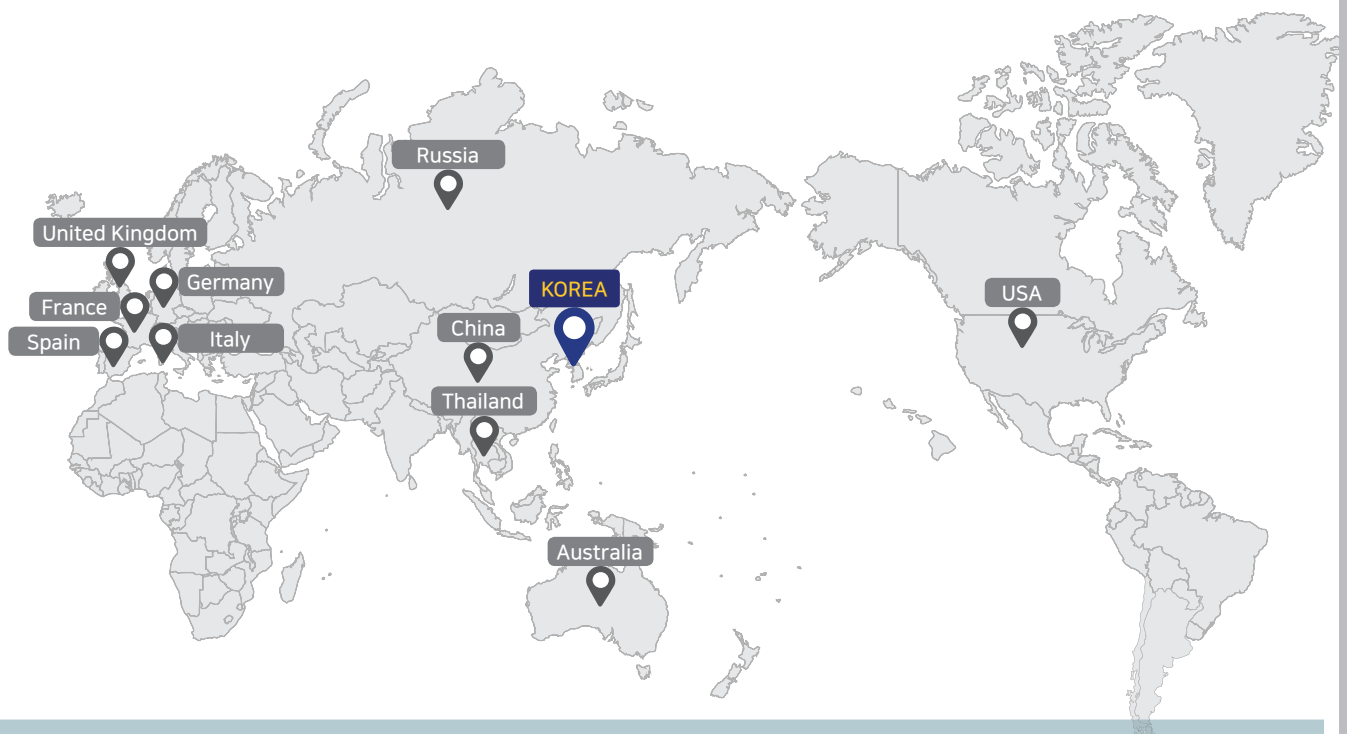 Russia
United Kingdom
Germany
KOREA
France
USA
China
Spain
Italy
Thailand
Australia